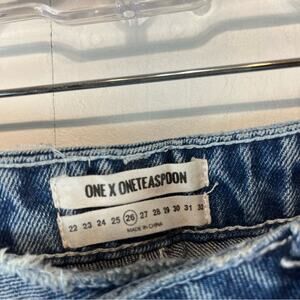 ONE X ONETEASPOON
22 23 24 25 26 27 28 29 30 31 32
MADE IN CHINA